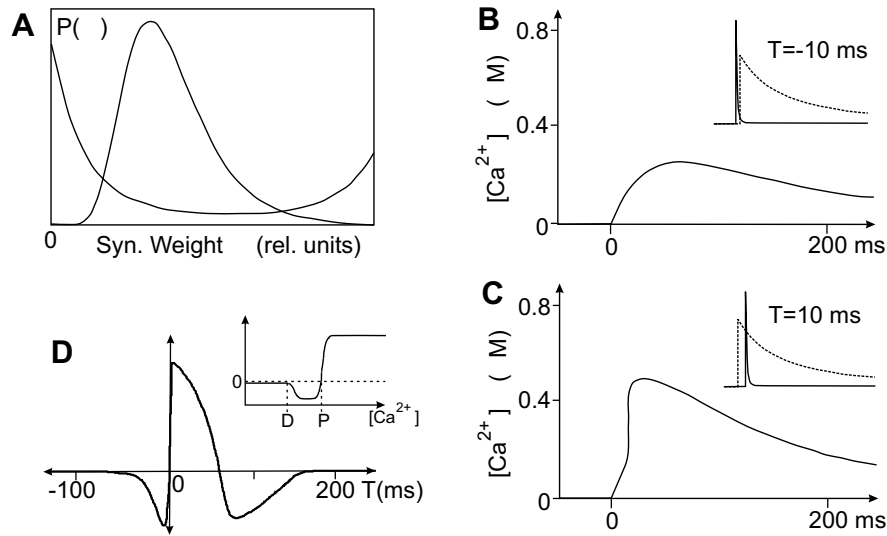 A
P( )
0
Syn. Weight (rel. units)
B
0.8
0.4
0
[Ca2+] ( M)
T=-10 ms
0
200 ms
C
0.8
0.4
0
[Ca2+] ( M)
T=10 ms
0
200 ms
D
0
D
P
[Ca2+]
-100
0
200
T(ms)